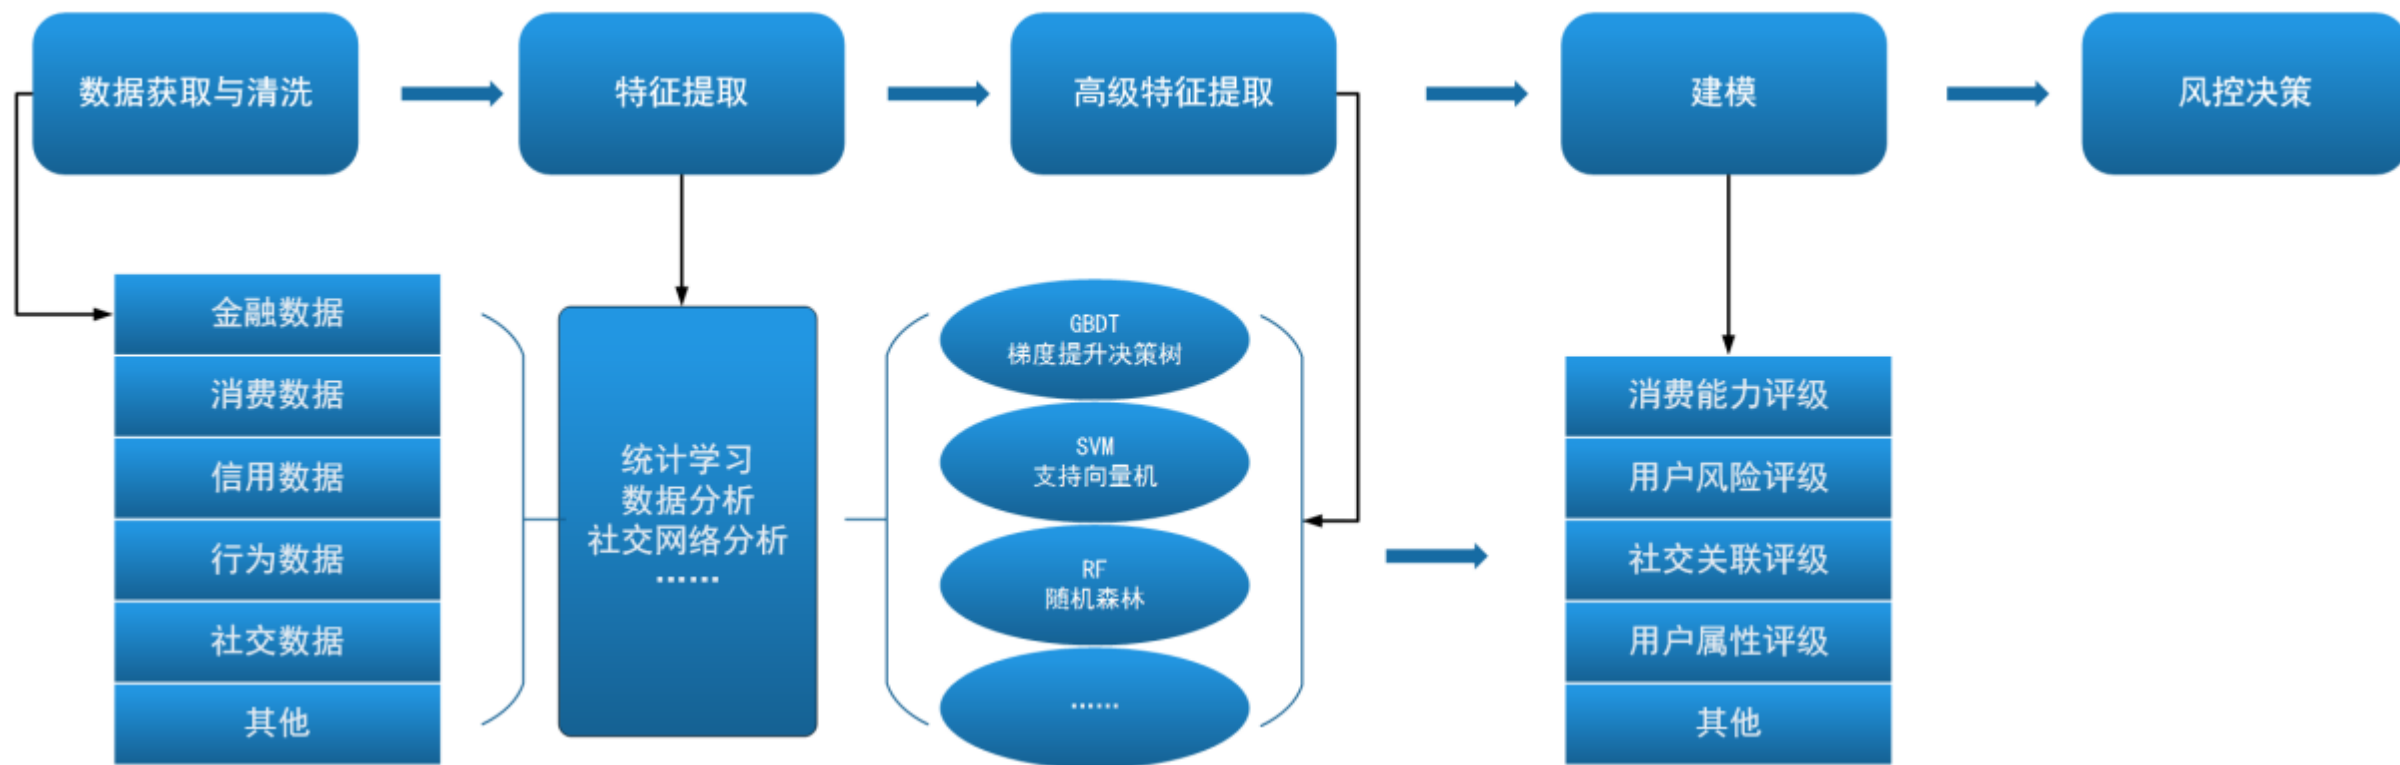 数据获取与清洗
特征提取
高级特征提取
建模
风控决策
金融数据
消费数据
信用数据
行为数据
社交数据
其他
统计学习
数据分析
社交网络分析
······
GBDT
梯度提升决策树
SVM
支持向量机
RF
随机森林
······
消费能力评级
用户风险评级
社交关联评级
用户属性评级
其他